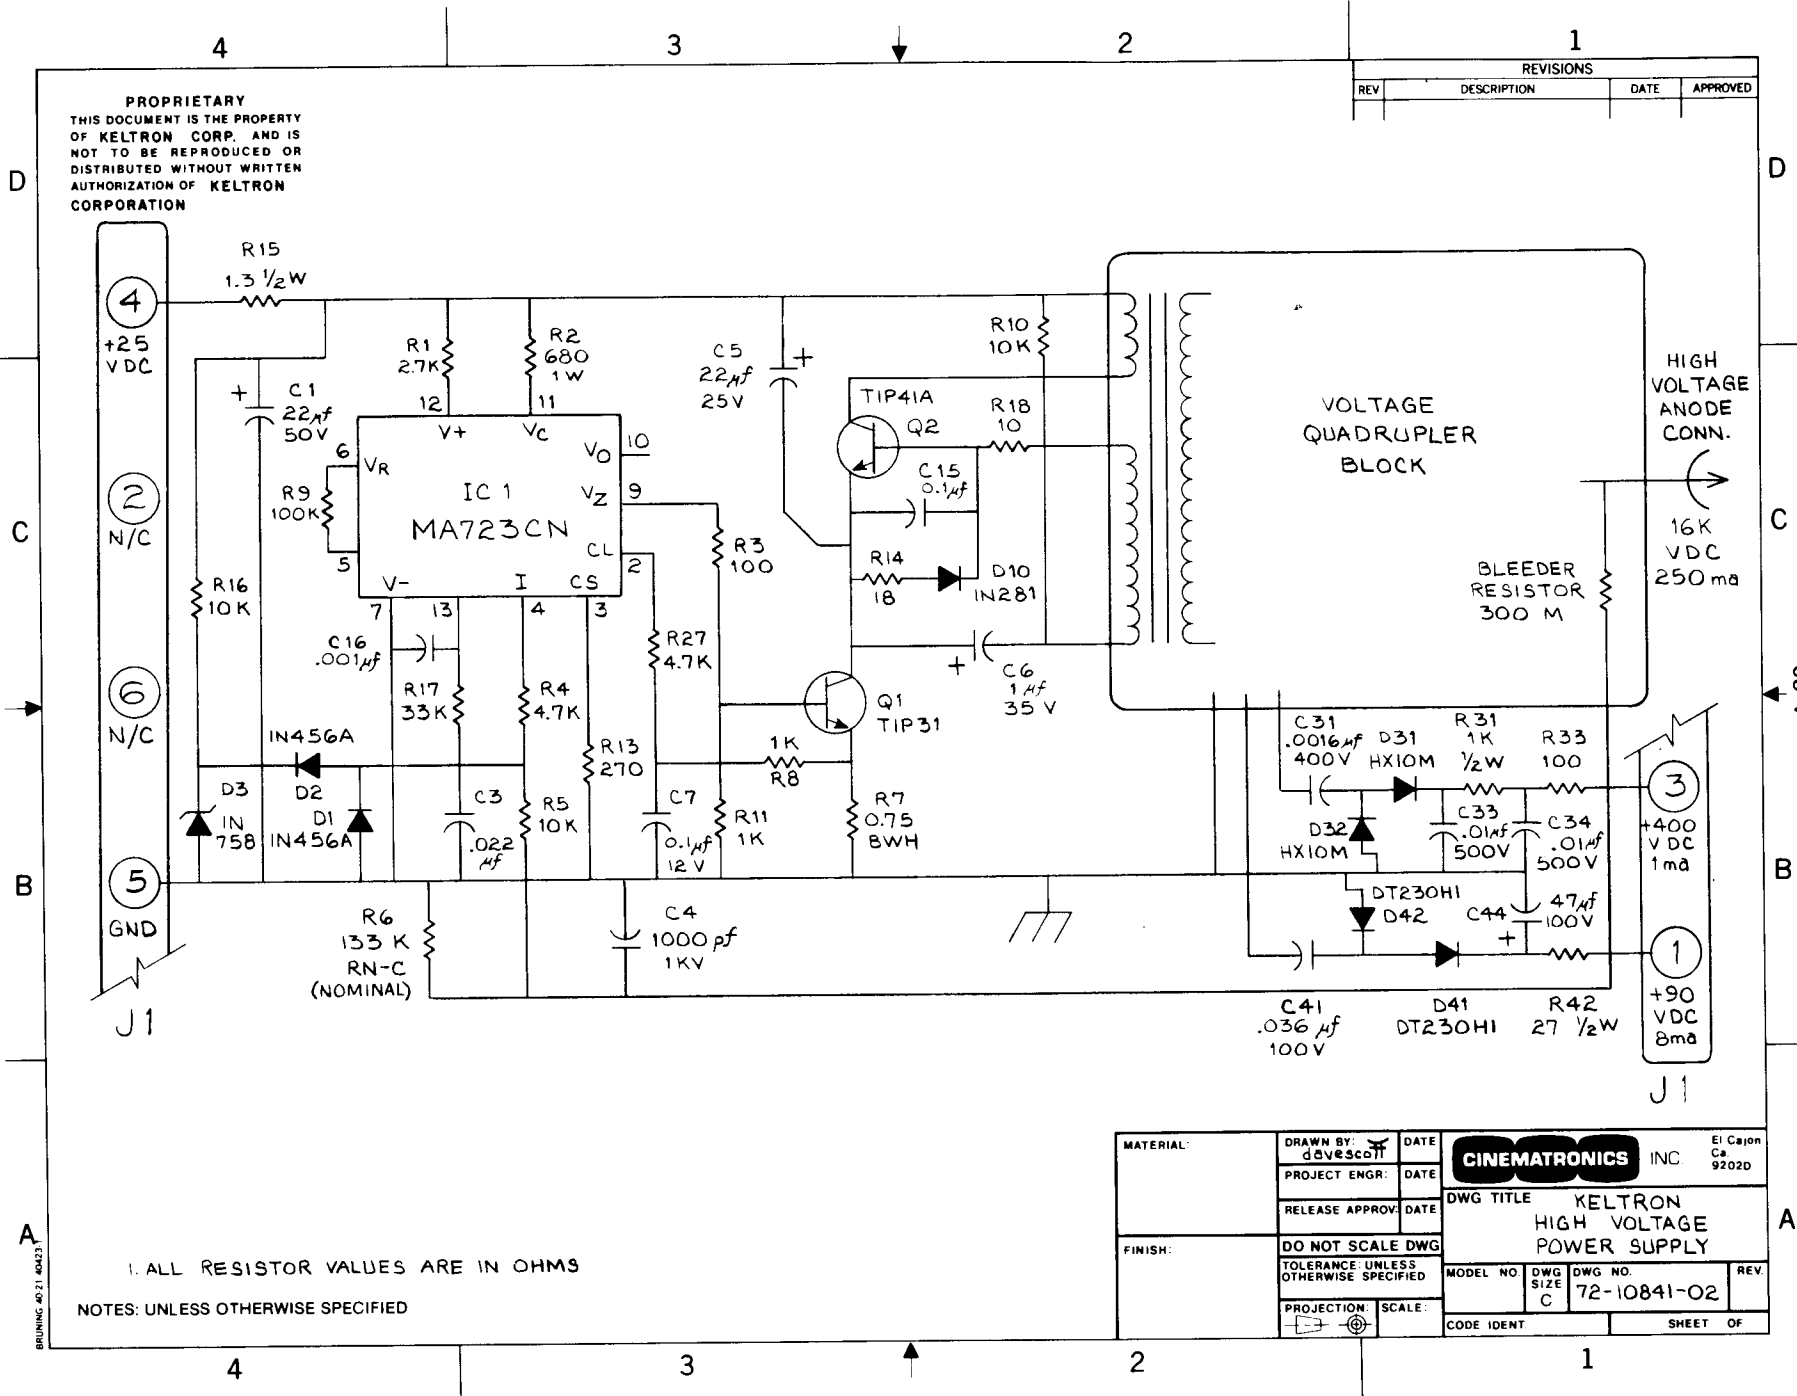 4
3
2
1
REVISIONS
REV
DESCRIPTION
DATE
APPROVED
PROPRIETARY
THIS DOCUMENT IS THE PROPERTY
OF KELTRON CORP. AND IS
NOT TO BE REPRODUCED OR
DISTRIBUTED WITHOUT WRITTEN
AUTHORIZATION OF KELTRON
CORPORATION
D
D
R15
1.3 1/2W
4
+25
VDC
R1
2.7K
R2
680
1W
C5
+
22µf
25V
R10
10K
TIP41A
Q2
R18
10
VOLTAGE
QUADRUPLER
BLOCK
HIGH
VOLTAGE
ANODE
CONN.
16K
VDC
250ma
BLEEDER
RESISTOR
300 M
+
C1
22µf
50V
12
11
V+
VC
6
VR
VO
10
IC 1
MA723CN
VZ
9
R9
100K
5
CL
2
V-
I
CS
7
13
4
3
C
C
2
N/C
R3
100
C15
0.1µf
R14
18
D10
IN281
R16
10K
C16
.001µf
R17
33K
R4
4.7K
R27
4.7K
+
C6
1µf
35V
6
N/C
Q1
TIP31
IN456A
D2
R13
270
1K
R8
D3
IN
758
D1
IN456A
C3
.022
µf
R5
10K
C7
0.1µf
12V
R11
1K
R7
0.75
8WH
C31
.0016µf
400V
D31
HX10M
R31
1K
1/2W
R33
100
3
+400
VDC
1ma
D32
HX10M
C33
.01µf
500V
C34
.01µf
500V
B
B
5
GND
R6
133 K
RN-C
(NOMINAL)
C4
1000pf
1KV
DT230H1
D42
C44
47µf
100V
+
1
+90
VDC
8ma
C41
.036 µf
100V
D41
DT230H1
R42
27 1/2W
J1
J1
A
A
MATERIAL:
FINISH:
DRAWN BY:
davescott
DATE
PROJECT ENGR:
DATE
RELEASE APPROV:
DATE
DO NOT SCALE DWG
TOLERANCE: UNLESS
OTHERWISE SPECIFIED
PROJECTION:
SCALE:
CINEMATRONICS INC.
El Cajon
Ca.
92020
DWG TITLE
KELTRON
HIGH VOLTAGE
POWER SUPPLY
MODEL NO.
DWG
SIZE
C
DWG NO.
72-10841-02
REV.
CODE IDENT
SHEET OF
1. ALL RESISTOR VALUES ARE IN OHMS
NOTES: UNLESS OTHERWISE SPECIFIED
BRUNING 40-21 40423-1
4
3
2
1